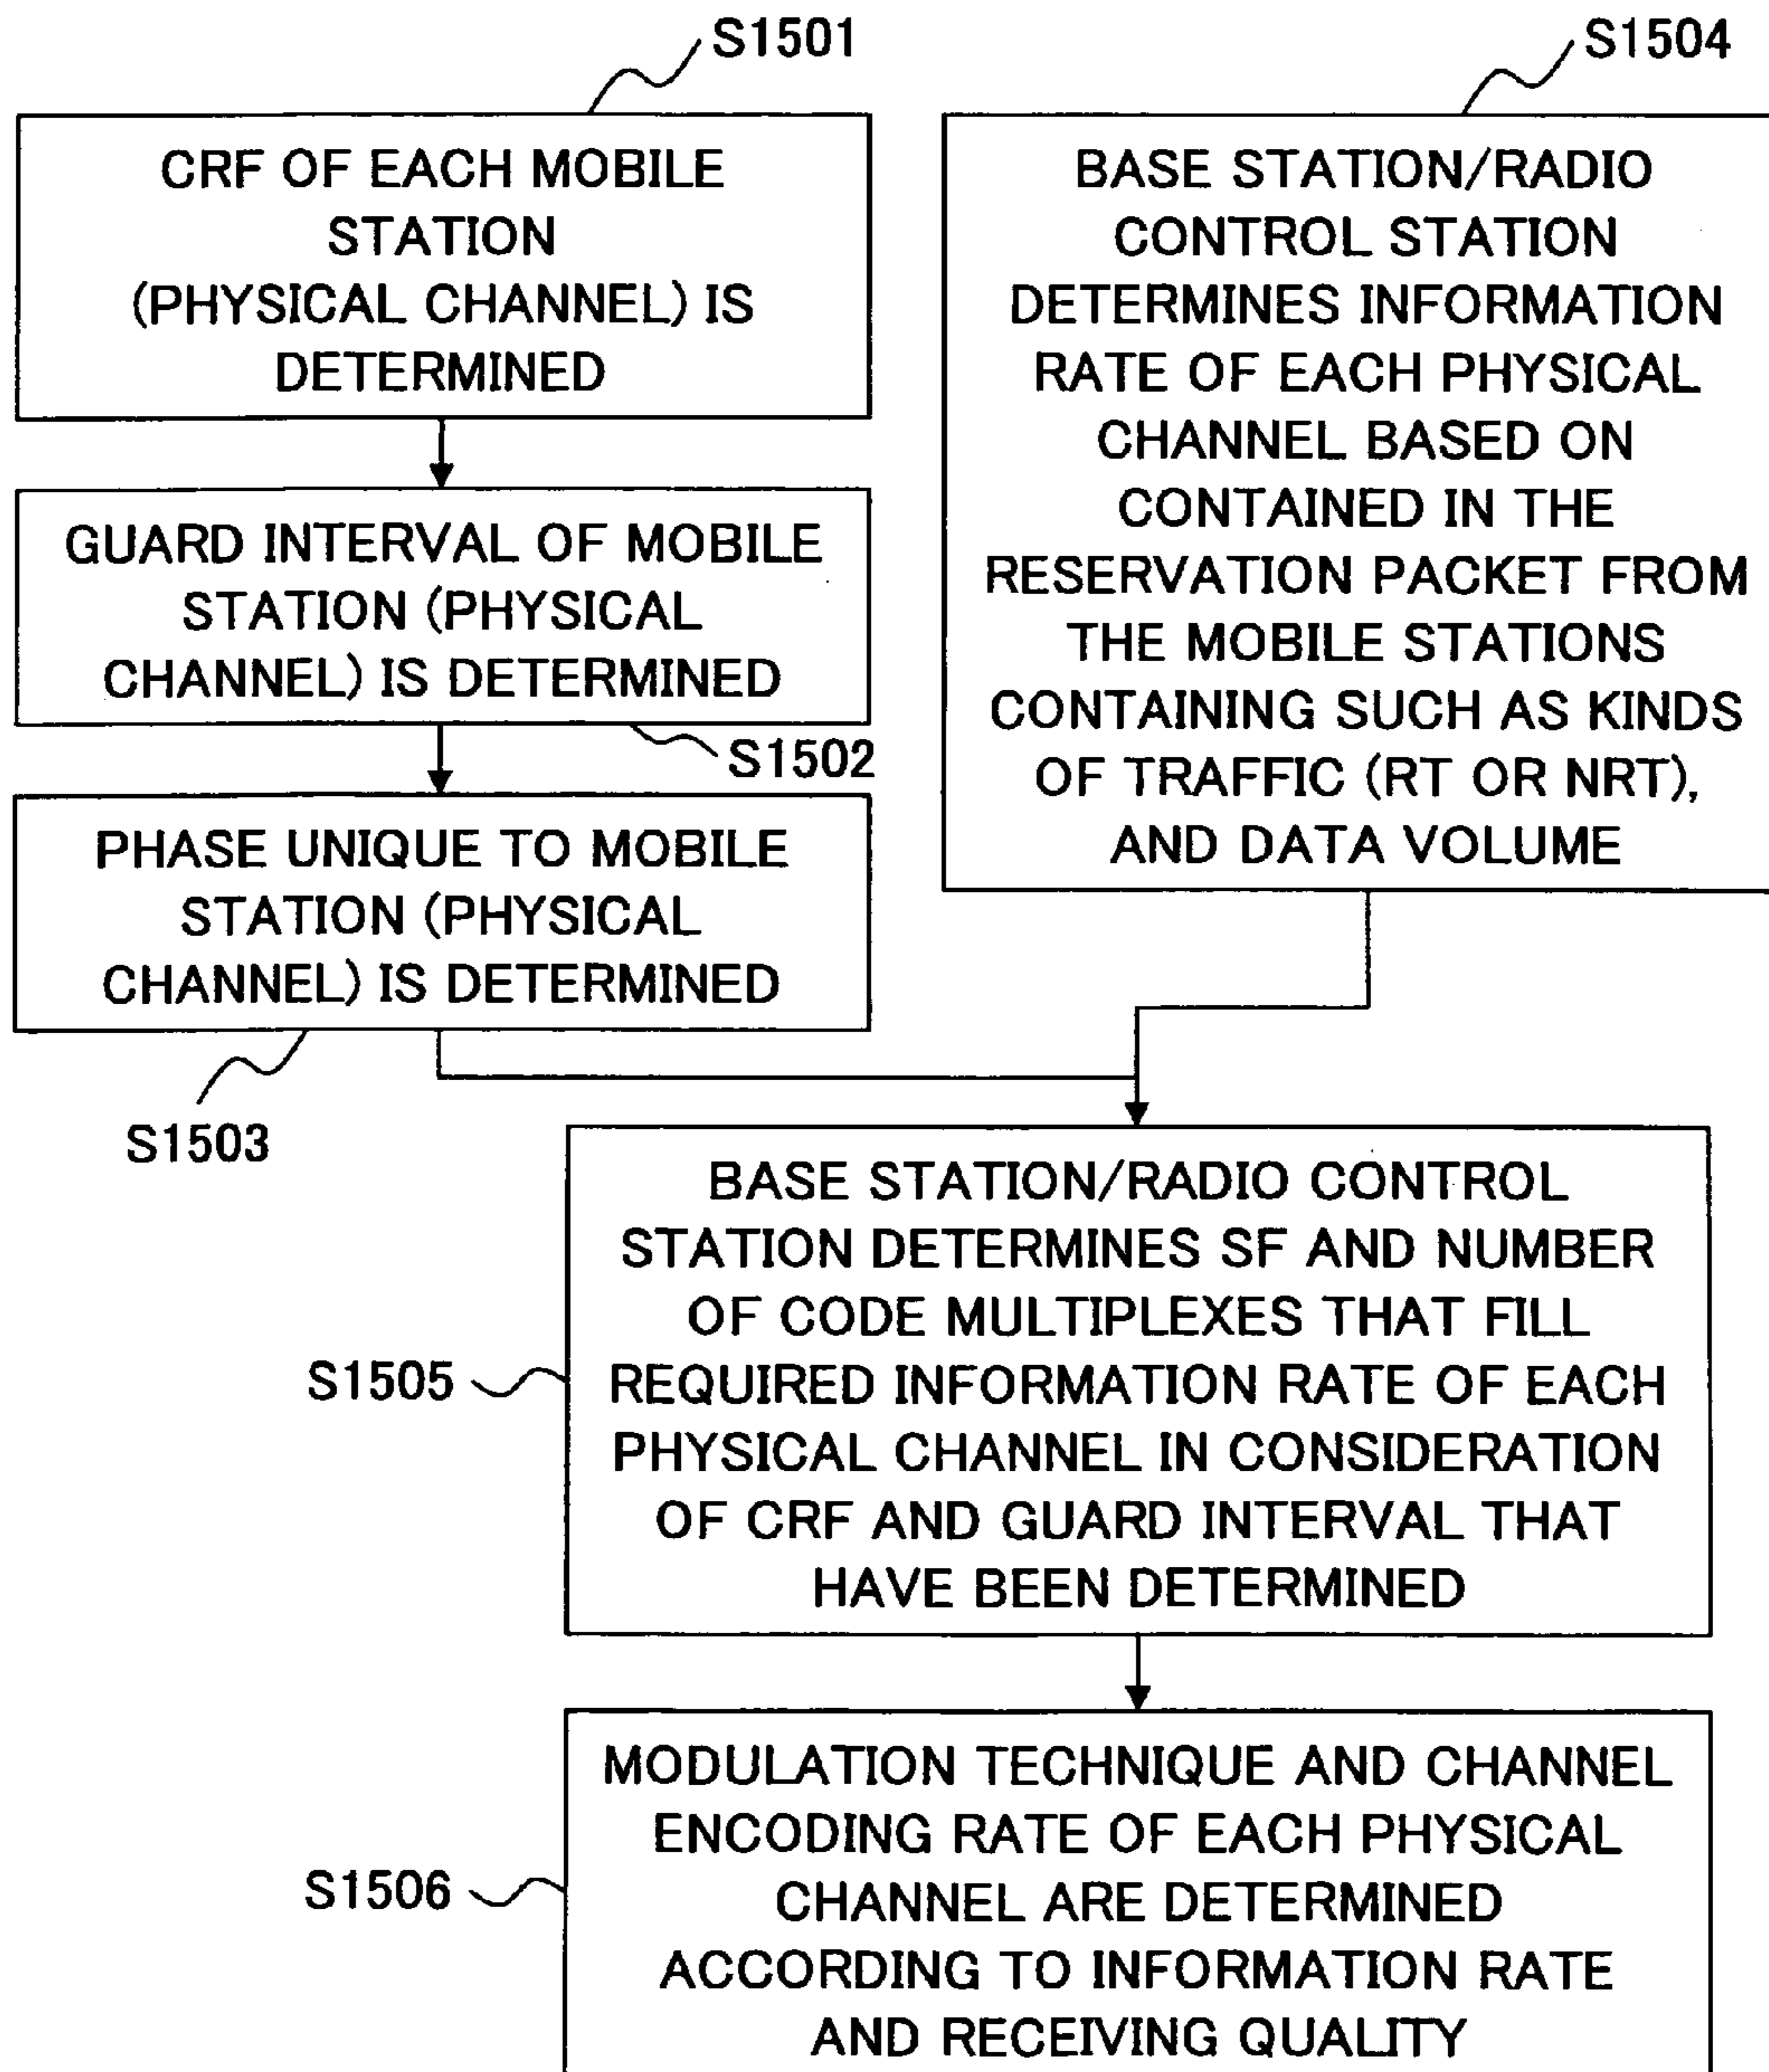 S1501
CRF OF EACH MOBILE
STATION
(PHYSICAL CHANNEL) IS
DETERMINED
GUARD INTERVAL OF MOBILE
STATION (PHYSICAL
CHANNEL) IS DETERMINED
S1502
PHASE UNIQUE TO MOBILE
STATION (PHYSICAL
CHANNEL) IS DETERMINED
S1503
S1504
BASE STATION/RADIO
CONTROL STATION
DETERMINES INFORMATION
RATE OF EACH PHYSICAL
CHANNEL BASED ON
CONTAINED IN THE
RESERVATION PACKET FROM
THE MOBILE STATIONS
CONTAINING SUCH AS KINDS
OF TRAFFIC (RT OR NRT),
AND DATA VOLUME
BASE STATION/RADIO CONTROL
STATION DETERMINES SF AND NUMBER
OF CODE MULTIPLEXES THAT FILL
REQUIRED INFORMATION RATE OF EACH
PHYSICAL CHANNEL IN CONSIDERATION
OF CRF AND GUARD INTERVAL THAT
HAVE BEEN DETERMINED
S1505
MODULATION TECHNIQUE AND CHANNEL
ENCODING RATE OF EACH PHYSICAL
CHANNEL ARE DETERMINED
ACCORDING TO INFORMATION RATE
AND RECEIVING QUALITY
S1506